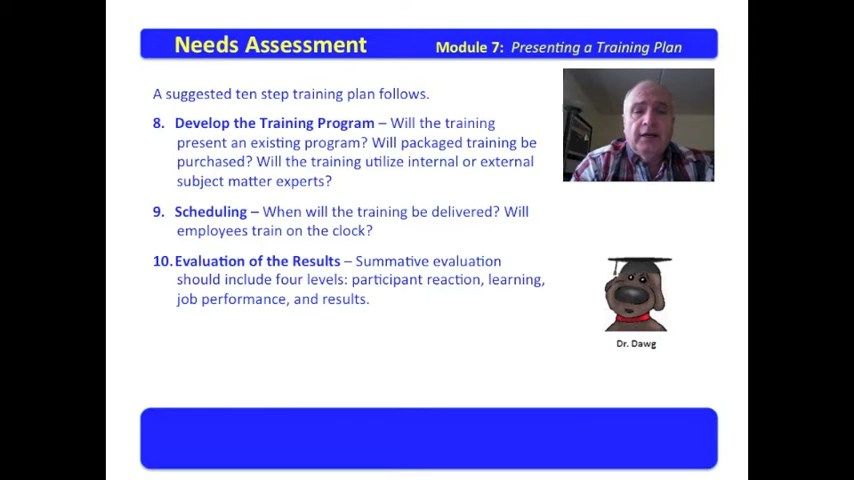 Needs Assessment
Module 7: Presenting a Training Plan
A suggested ten step training plan follows.
8. Develop the Training Program – Will the training
present an existing program? Will packaged training be
purchased? Will the training utilize internal or external
subject matter experts?
9. Scheduling – When will the training be delivered? Will
employees train on the clock?
10. Evaluation of the Results – Summative evaluation
should include four levels: participant reaction, learning,
job performance, and results.
Dr. Dawg